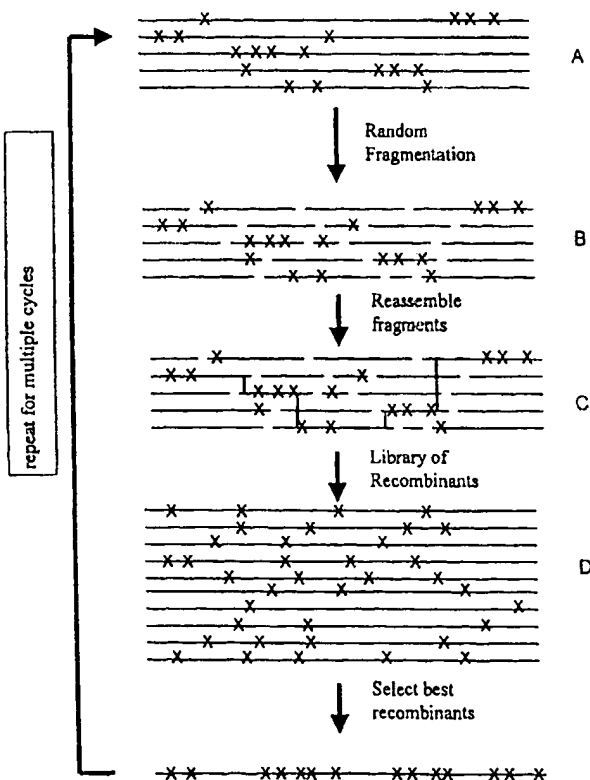 A
Random
Fragmentation
B
Reassemble
fragments
C
Library of
Recombinants
D
Select best
recombinants
repeat for multiple cycles